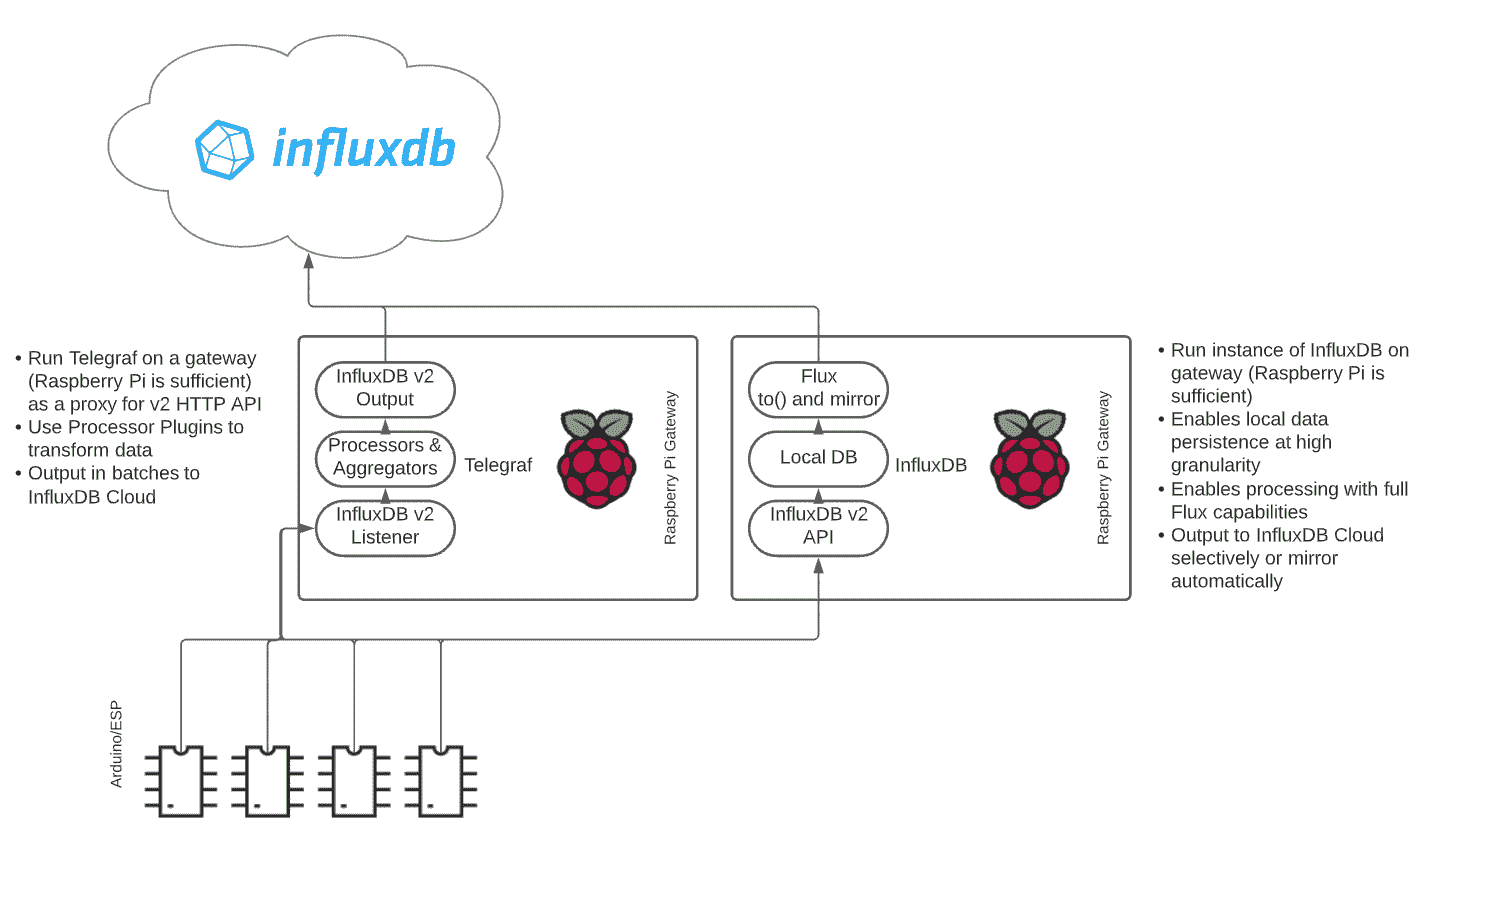 influxdb
• Run Telegraf on a gateway
(Raspberry Pi is sufficient)
as a proxy for v2 HTTP API
• Use Processor Plugins to
transform data
• Output in batches to
InfluxDB Cloud
InfluxDB v2
Output
Processors &
Aggregators
InfluxDB v2
Listener
Telegraf
Raspberry Pi Gateway
Flux
to() and mirror
Local DB
InfluxDB v2
API
InfluxDB
Raspberry Pi Gateway
• Run instance of InfluxDB on
gateway (Raspberry Pi is
sufficient)
• Enables local data
persistence at high
granularity
• Enables processing with full
Flux capabilities
• Output to InfluxDB Cloud
selectively or mirror
automatically
Arduino/ESP